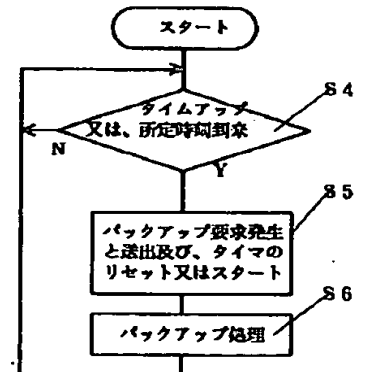 スタート
S4
タイムアップ
又は、所定時間到来
N
Y
S5
バックアップ要求発生
と送出及び、タイマの
リセット又はスタート
S6
バックアップ処理